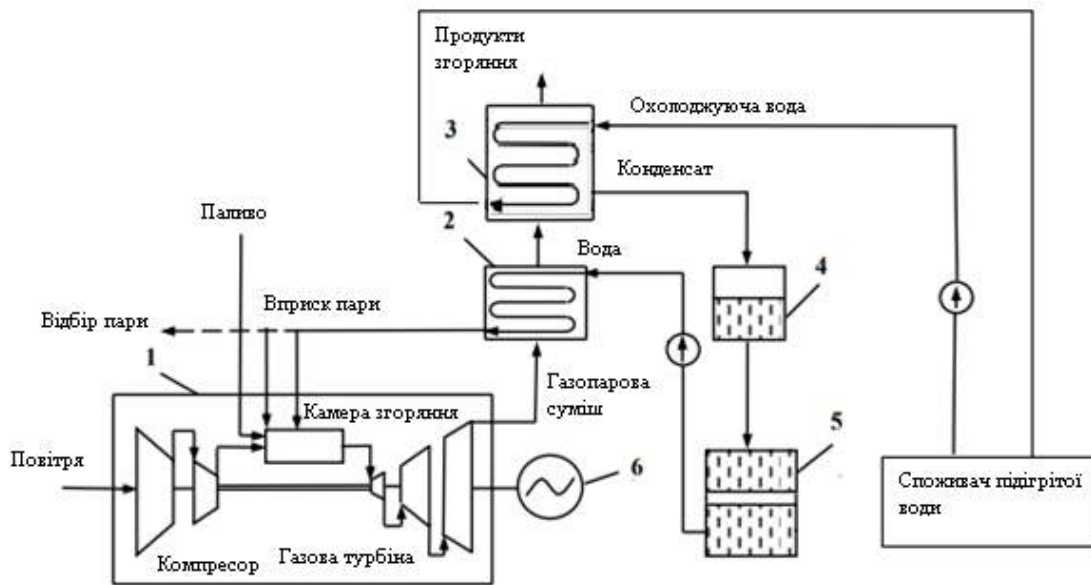 Продукти
згоряння
Охолоджуюча вода
3
Конденсат
Паливо
2
Вода
4
Вприск пари
Відбір пари
1
Газопарова
суміш
Камера згоряння
5
Повітря
6
Споживач підігрітої
води
Газова турбіна
Компресор